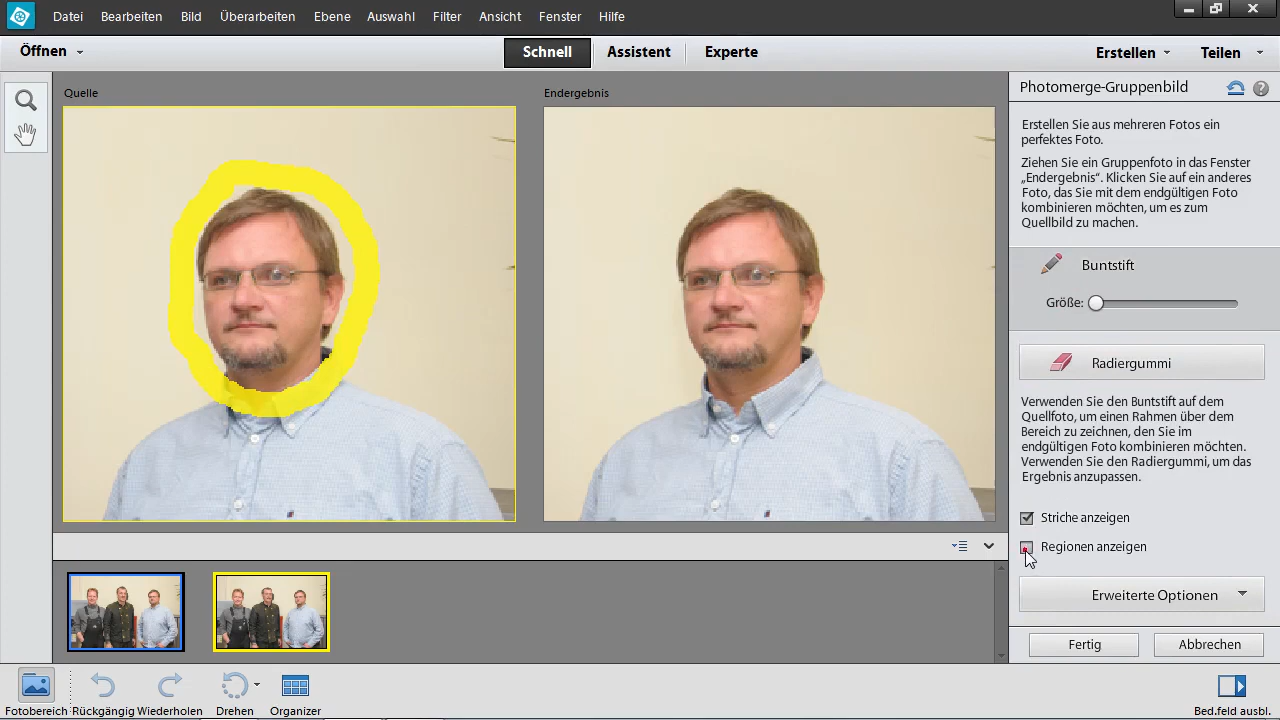 Datei Bearbeiten Bild Überarbeiten Ebene Auswahl Filter Ansicht Fenster Hilfe
Öffnen Schnell Assistent Experte Erstellen Teilen
Quelle
Endergebnis
Photomerge-Gruppenbild
Erstellen Sie aus mehreren Fotos ein
perfektes Foto.
Ziehen Sie ein Gruppenfoto in das Fenster
„Endergebnis“. Klicken Sie auf ein anderes
Foto, das Sie mit dem endgültigen Foto
kombinieren möchten, um es zum
Quellbild zu machen.
Buntstift
Größe:
Radiergummi
Verwenden Sie den Buntstift auf dem
Quellfoto, um einen Rahmen über dem
Bereich zu zeichnen, den Sie im
endgültigen Foto kombinieren möchten.
Verwenden Sie den Radiergummi, um das
Ergebnis anzupassen.
Striche anzeigen
Regionen anzeigen
Erweiterte Optionen
Fertig Abbrechen
Fotobereich Rückgängig Wiederholen Drehen Organizer Bed.feld ausbl.